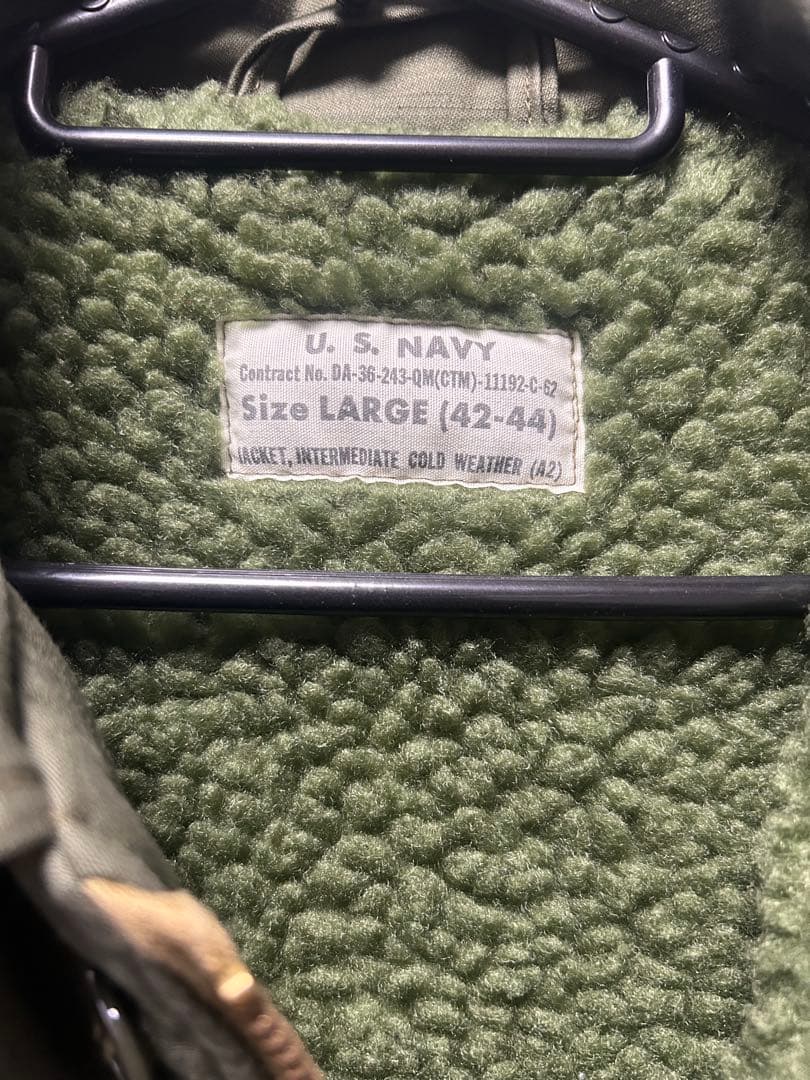 U. S. NAVY
Contract No. DA-36-243-QM(CTM)-11192-C-62
Size LARGE (42-44)
JACKET, INTERMEDIATE COLD WEATHER (A2)